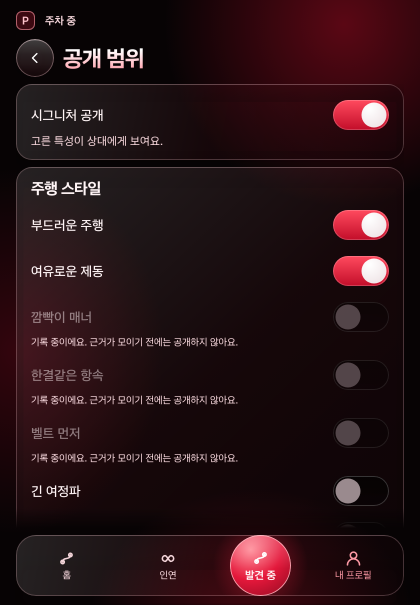 P 주차 중
공개 범위
시그니처 공개
고른 특성이 상대에게 보여요.
주행 스타일
부드러운 주행
여유로운 제동
깜빡이 매너
기록 중이에요. 근거가 모이기 전에는 공개하지 않아요.
한결같은 항속
기록 중이에요. 근거가 모이기 전에는 공개하지 않아요.
벨트 먼저
기록 중이에요. 근거가 모이기 전에는 공개하지 않아요.
긴 여정파
홈 인연 발견 중 내 프로필